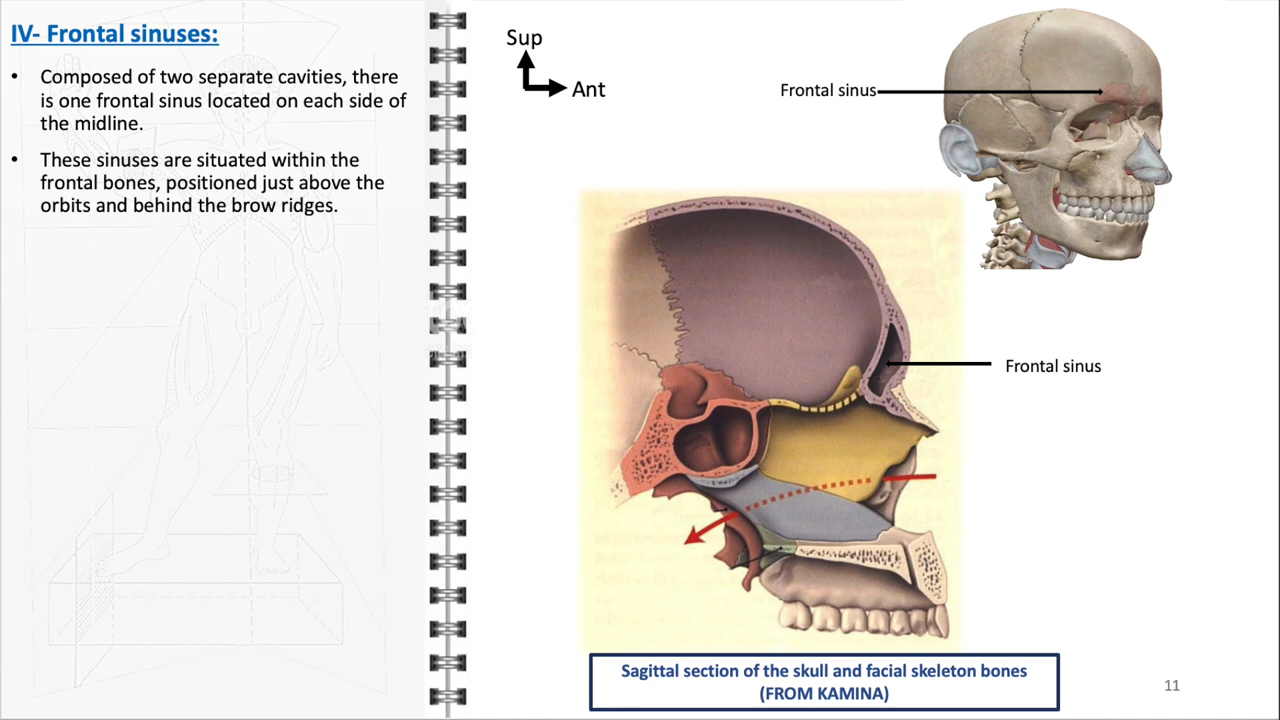 IV- Frontal sinuses:
• Composed of two separate cavities, there
is one frontal sinus located on each side of
the midline.
• These sinuses are situated within the
frontal bones, positioned just above the
orbits and behind the brow ridges.
Sup
Ant
Frontal sinus
Frontal sinus
Sagittal section of the skull and facial skeleton bones
(FROM KAMINA)
11